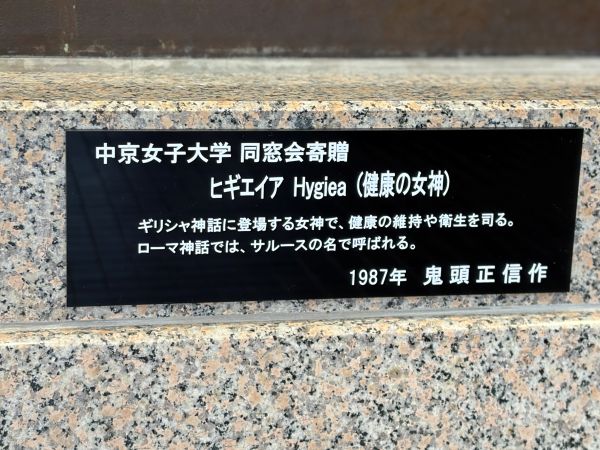 中京女子大学 同窓会寄贈
ヒギエイア Hygiea (健康の女神)
ギリシャ神話に登場する女神で、健康の維持や衛生を司る。
ローマ神話では、サルースの名で呼ばれる。
1987年 鬼頭正信作